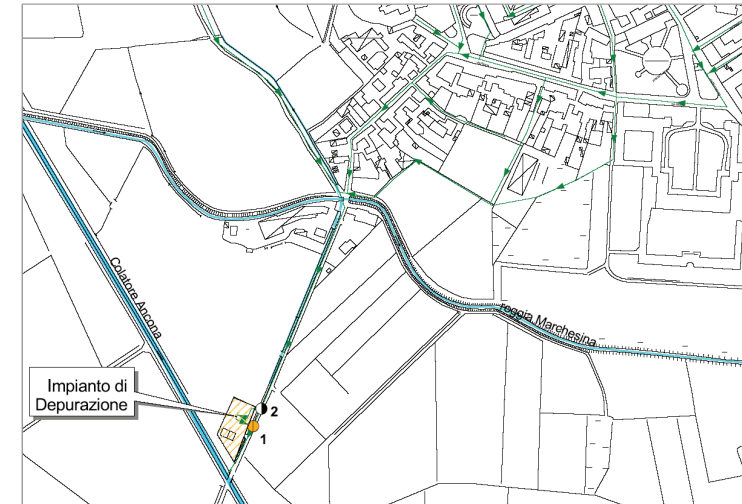 roggia Marchesina
Colatore Ancona
Impianto di
Depurazione
2
1